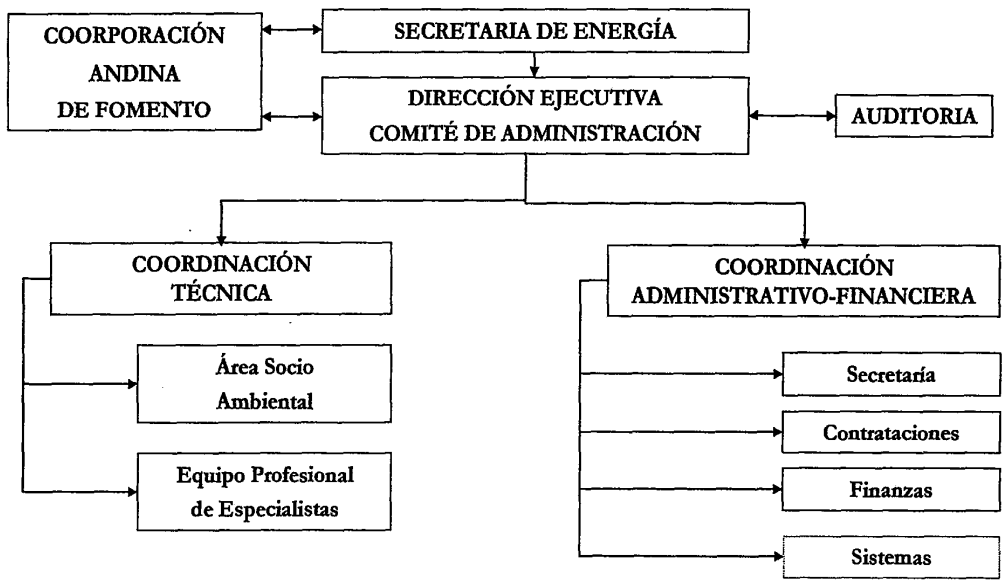 COORPORACIÓN
ANDINA
DE FOMENTO
SECRETARIA DE ENERGÍA
DIRECCIÓN EJECUTIVA
COMITÉ DE ADMINISTRACIÓN
AUDITORIA
COORDINACIÓN
TÉCNICA
Área Socio
Ambiental
Equipo Profesional
de Especialistas
COORDINACIÓN
ADMINISTRATIVO-FINANCIERA
Secretaría
Contrataciones
Finanzas
Sistemas